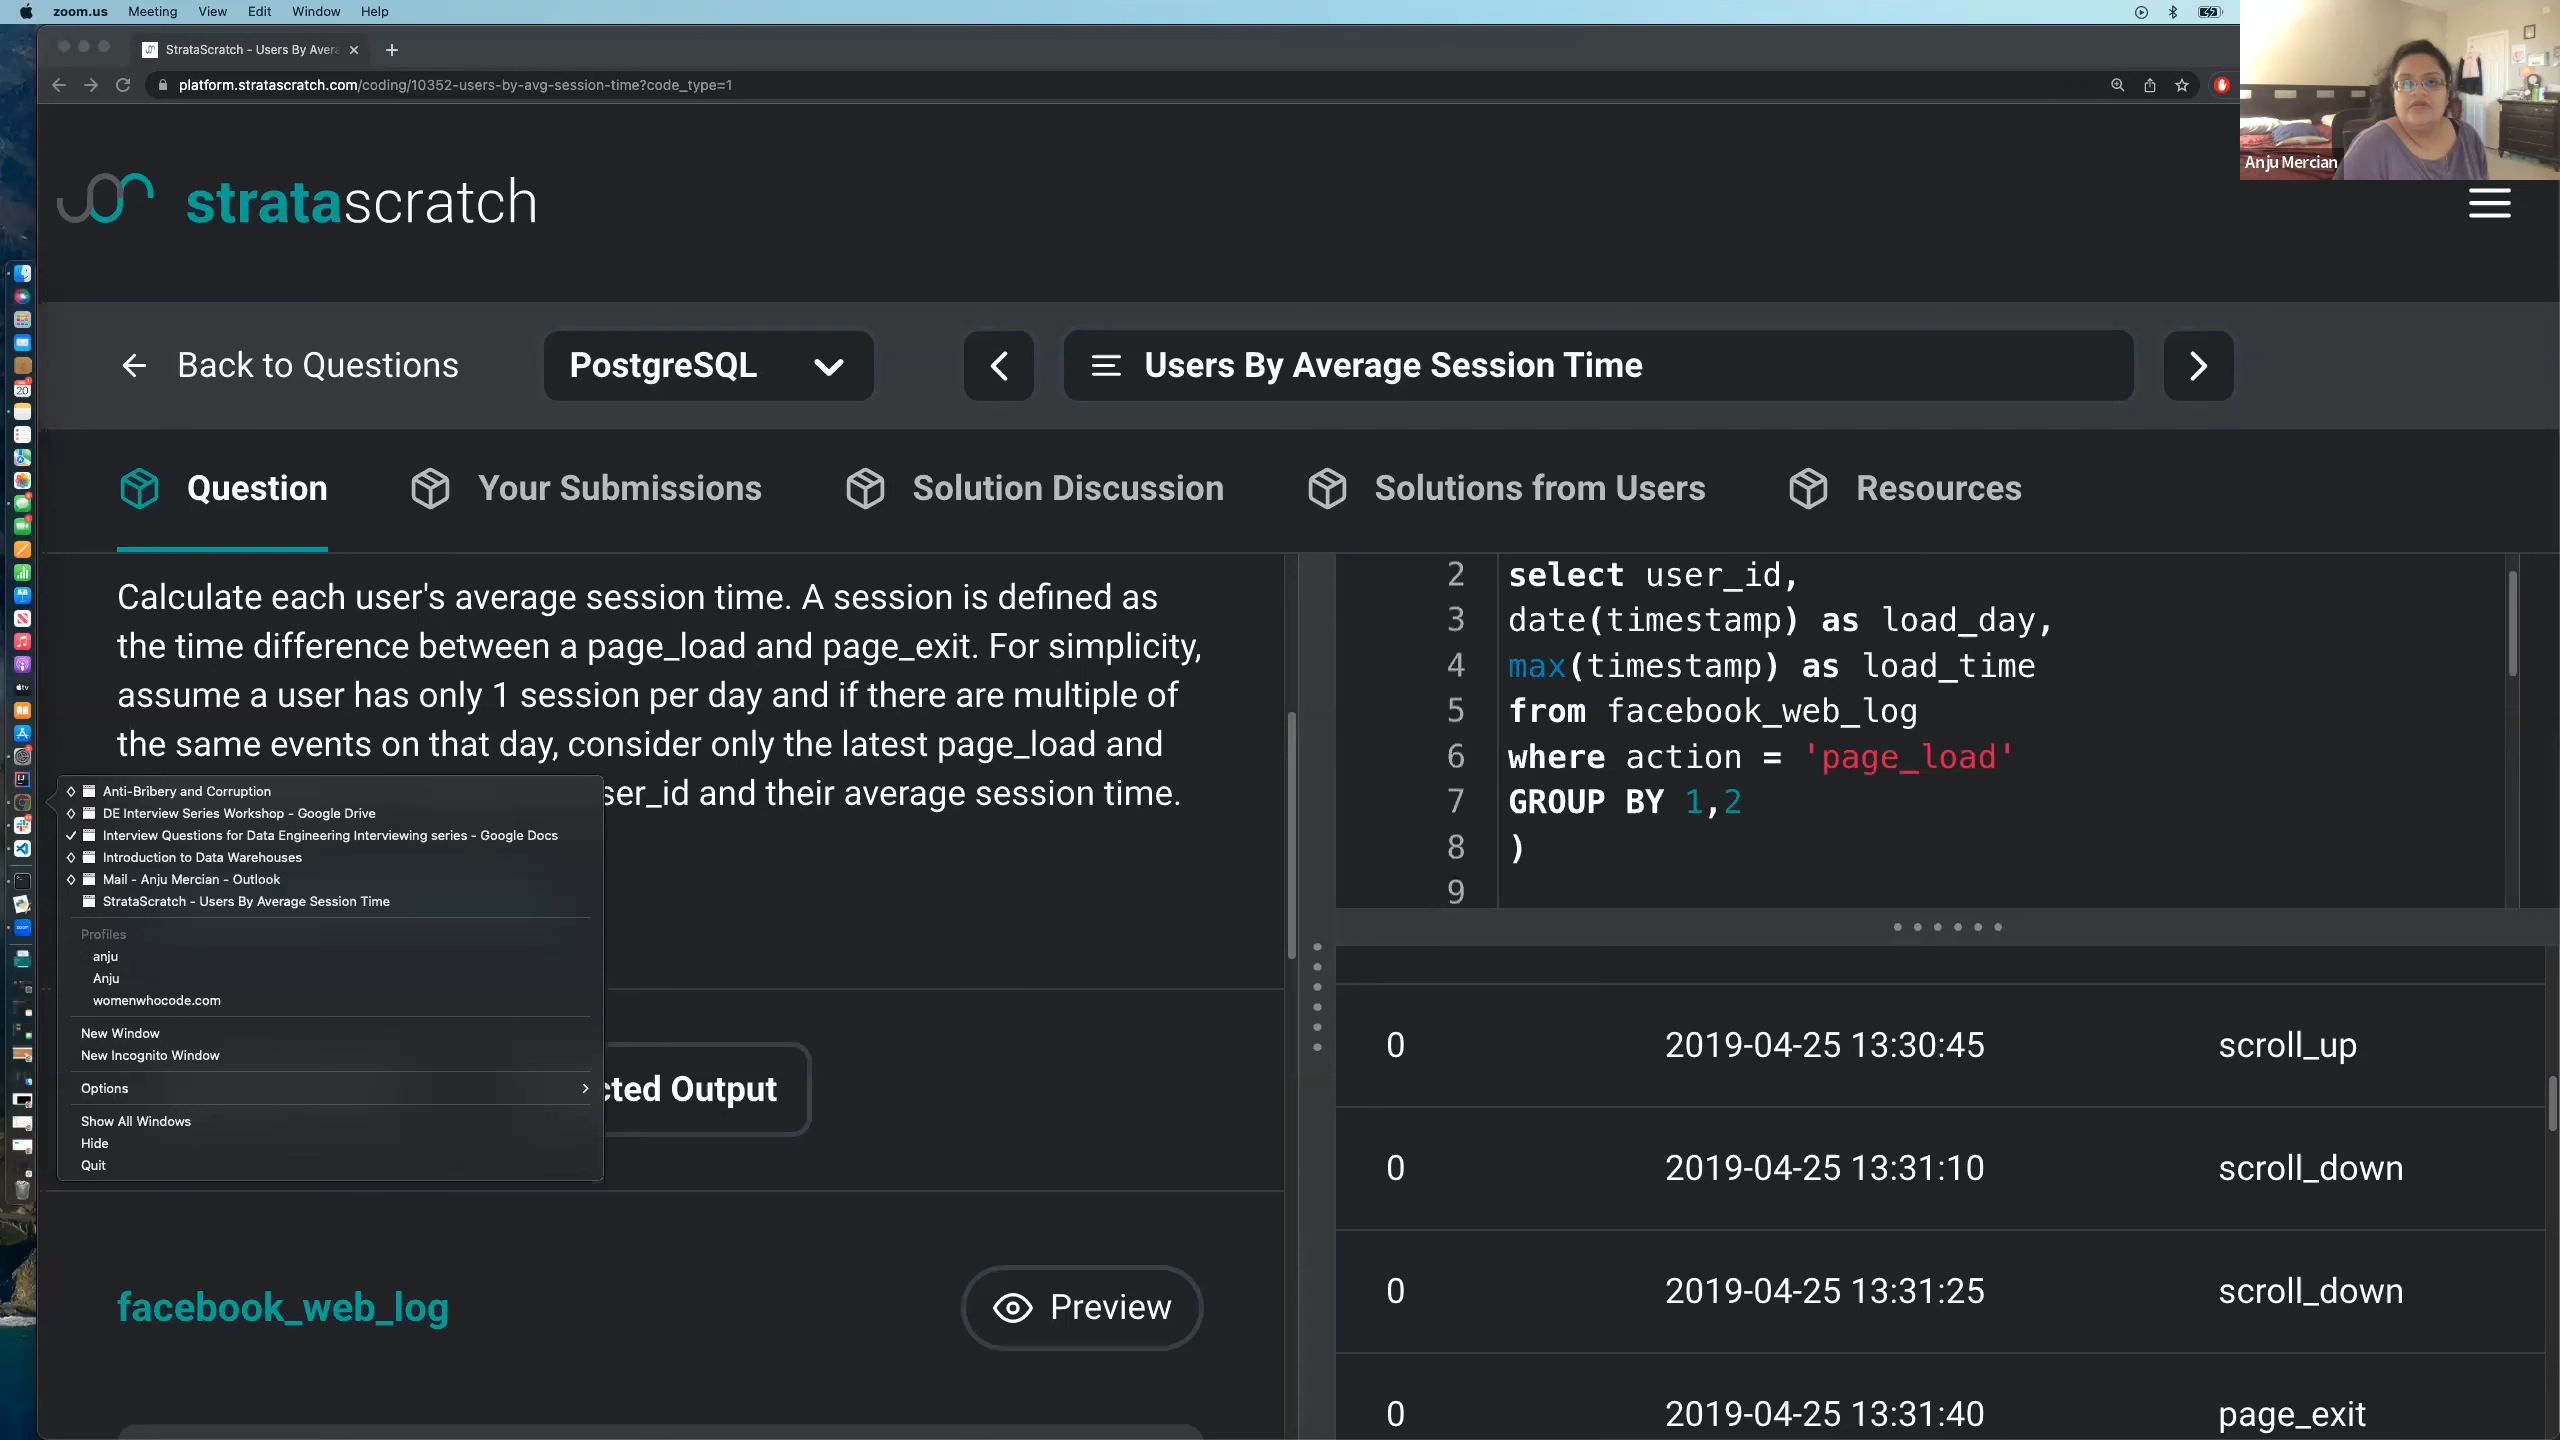 zoom.us Meeting View Edit Window Help
StrataScratch - Users By Avera
platform.stratascratch.com/coding/10352-users-by-avg-session-time?code_type=1
Anju Mercian
stratascratch
Back to Questions
PostgreSQL
Users By Average Session Time
Question
Your Submissions
Solution Discussion
Solutions from Users
Resources
Calculate each user's average session time. A session is defined as
the time difference between a page_load and page_exit. For simplicity,
assume a user has only 1 session per day and if there are multiple of
the same events on that day, consider only the latest page_load and
ser_id and their average session time.
Anti-Bribery and Corruption
DE Interview Series Workshop - Google Drive
Interview Questions for Data Engineering Interviewing series - Google Docs
Introduction to Data Warehouses
Mail - Anju Mercian - Outlook
StrataScratch - Users By Average Session Time
Profiles
anju
Anju
womenwhocode.com
New Window
New Incognito Window
Options
Show All Windows
Hide
Quit
cted Output
facebook_web_log
Preview
2 select user_id,
3 date(timestamp) as load_day,
4 max(timestamp) as load_time
5 from facebook_web_log
6 where action = 'page_load'
7 GROUP BY 1,2
8 )
9
0 2019-04-25 13:30:45 scroll_up
0 2019-04-25 13:31:10 scroll_down
0 2019-04-25 13:31:25 scroll_down
0 2019-04-25 13:31:40 page_exit